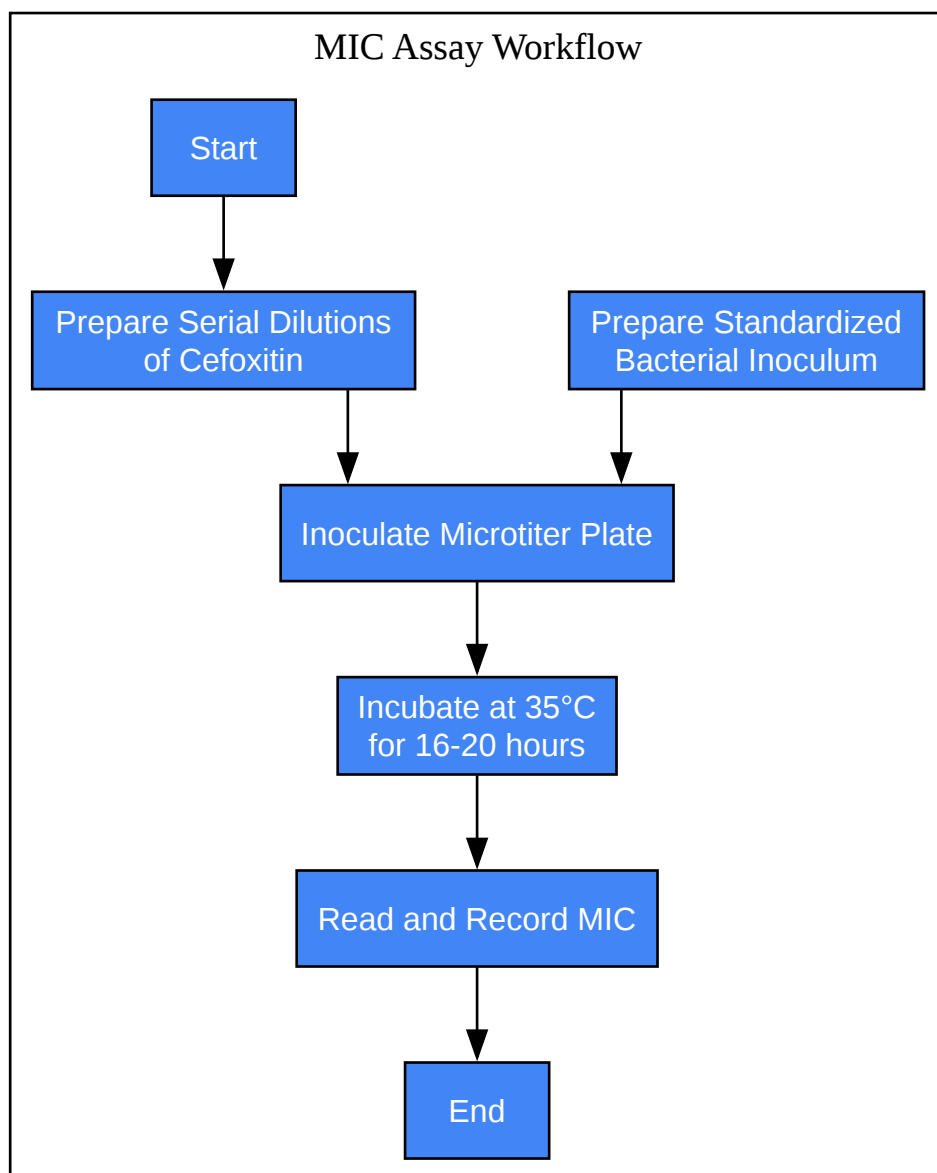 MIC Assay Workflow
Start
Prepare Serial Dilutions
of Cefoxitin
Prepare Standardized
Bacterial Inoculum
Inoculate Microtiter Plate
Incubate at 35°C
for 16-20 hours
Read and Record MIC
End